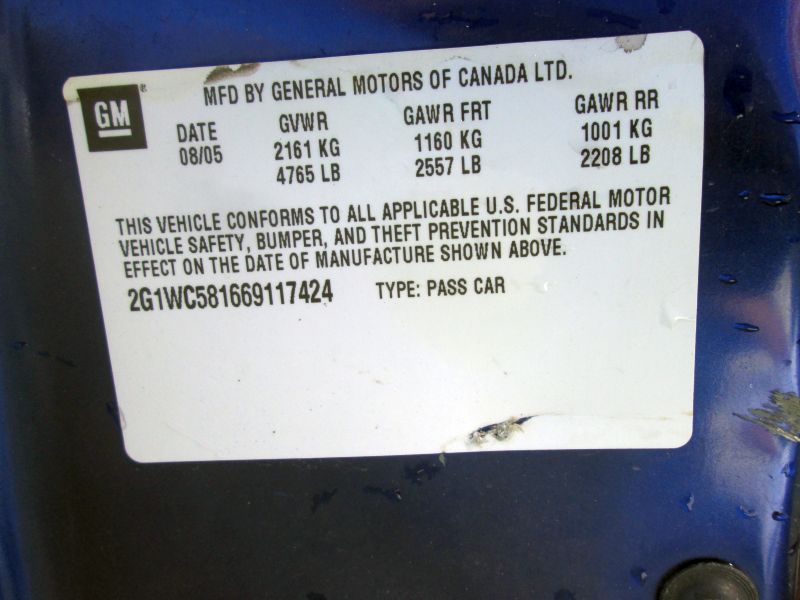 GM ® MFD BY GENERAL MOTORS OF CANADA LTD.
DATE GVWR GAWR FRT GAWR RR
08/05 2161 KG 1160 KG 1001 KG
4765 LB 2557 LB 2208 LB
THIS VEHICLE CONFORMS TO ALL APPLICABLE U.S. FEDERAL MOTOR
VEHICLE SAFETY, BUMPER, AND THEFT PREVENTION STANDARDS IN
EFFECT ON THE DATE OF MANUFACTURE SHOWN ABOVE.
2G1WC581669117424 TYPE: PASS CAR